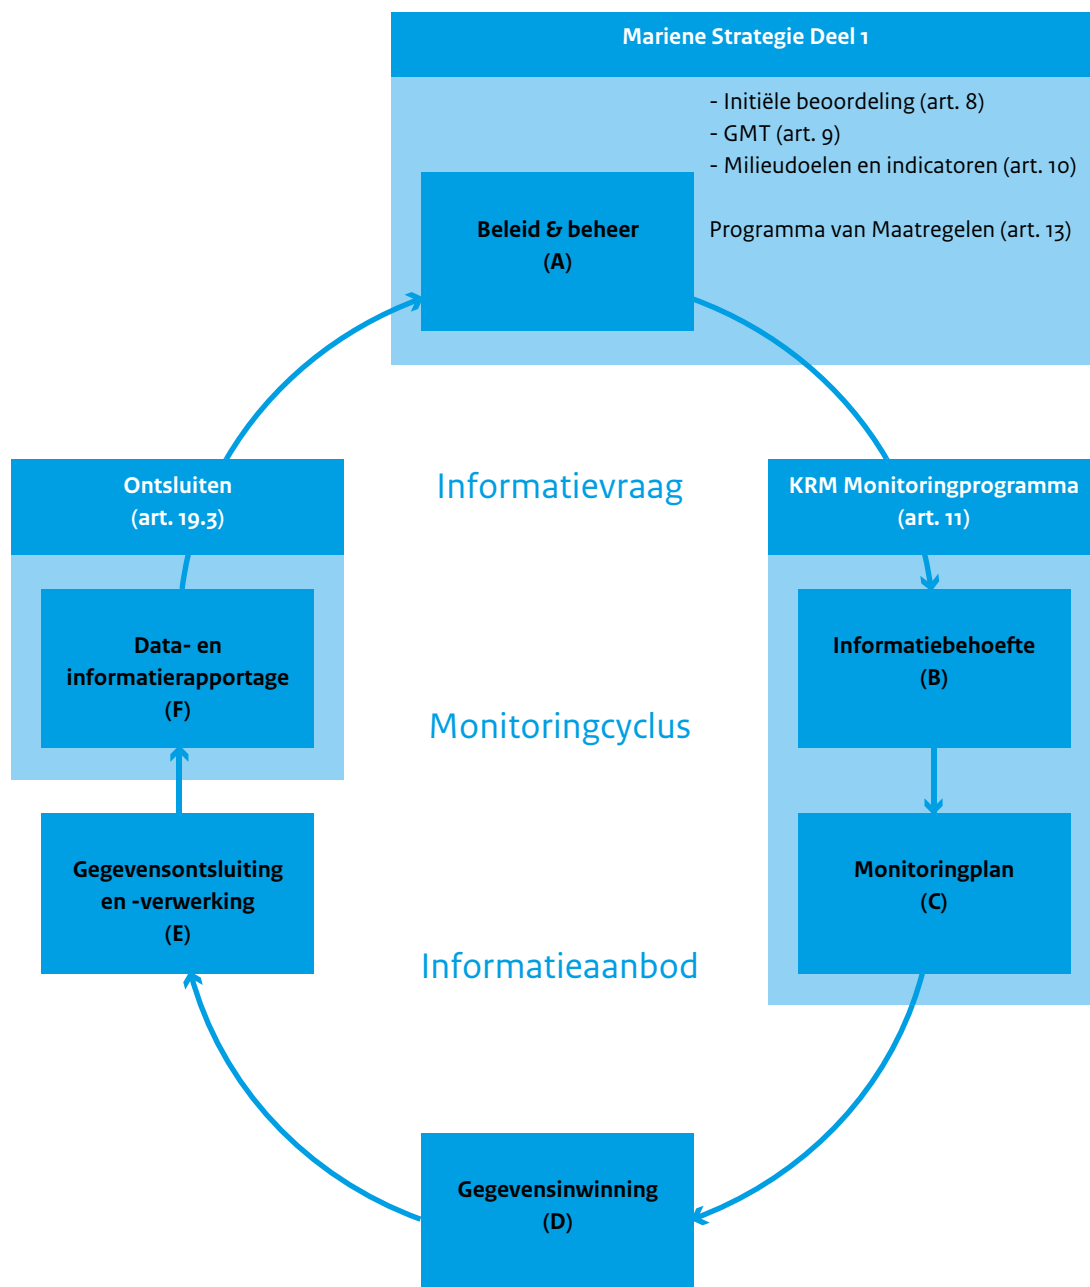 Mariene Strategie Deel 1
- Initiële beoordeling (art. 8)
- GMT (art. 9)
- Milieudoelen en indicatoren (art. 10)
Programma van Maatregelen (art. 13)
Beleid & beheer
(A)
Informatievraag
Ontsluiten
(art. 19.3)
KRM Monitoringprogramma
(art. 11)
Data- en
informatierapportage
(F)
Informatiebehoefte
(B)
Monitoringcyclus
Gegevensontsluiting
en -verwerking
(E)
Monitoringplan
(C)
Informatieaanbod
Gegevensinwinning
(D)